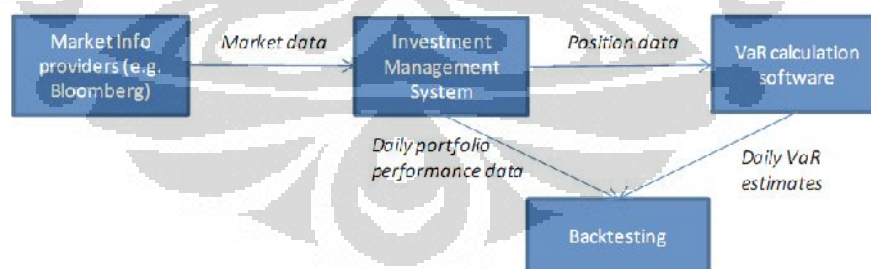 Market Info
providers (e.g.
Bloomberg)
Market data
Investment
Management
System
Position data
VaR calculation
software
Daily portfolio
performance data
Daily VaR
estimates
Backtesting